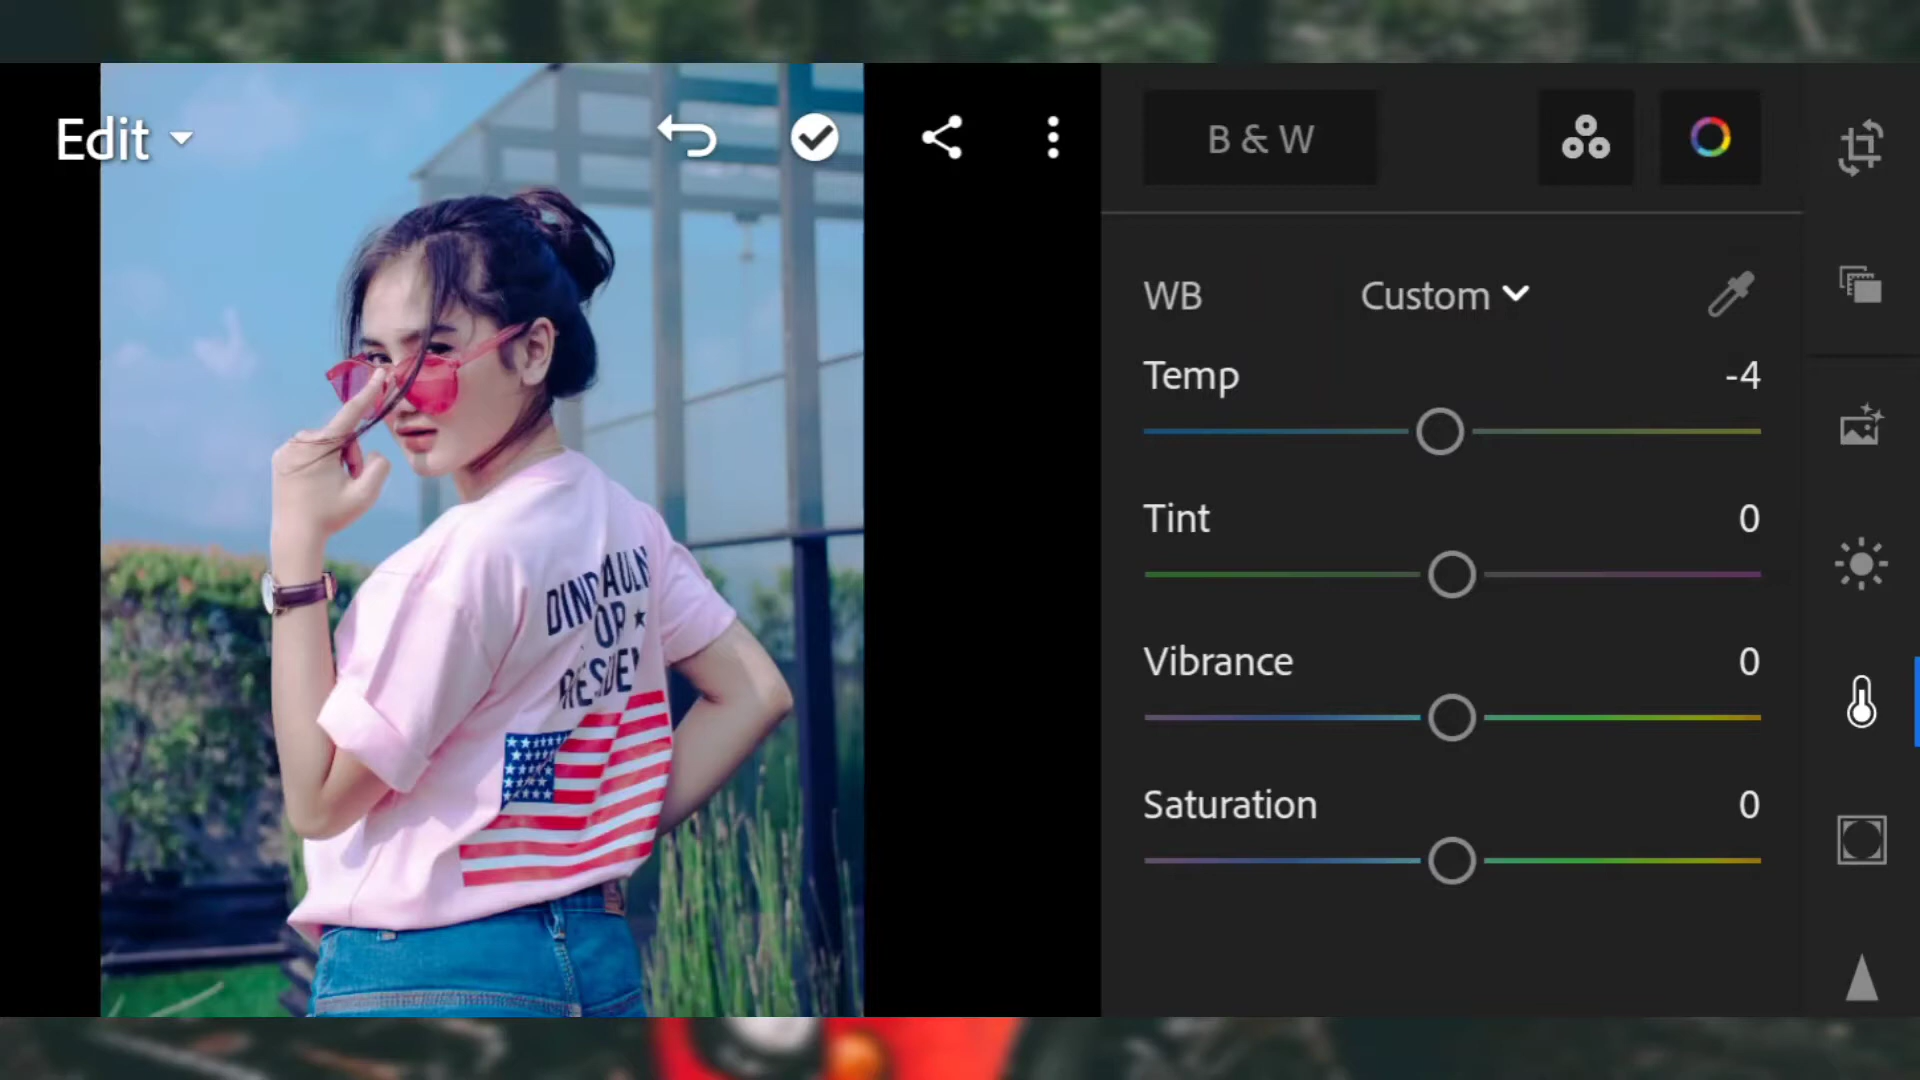 Edit
B & W
WB Custom
Temp -4
Tint 0
Vibrance 0
Saturation 0